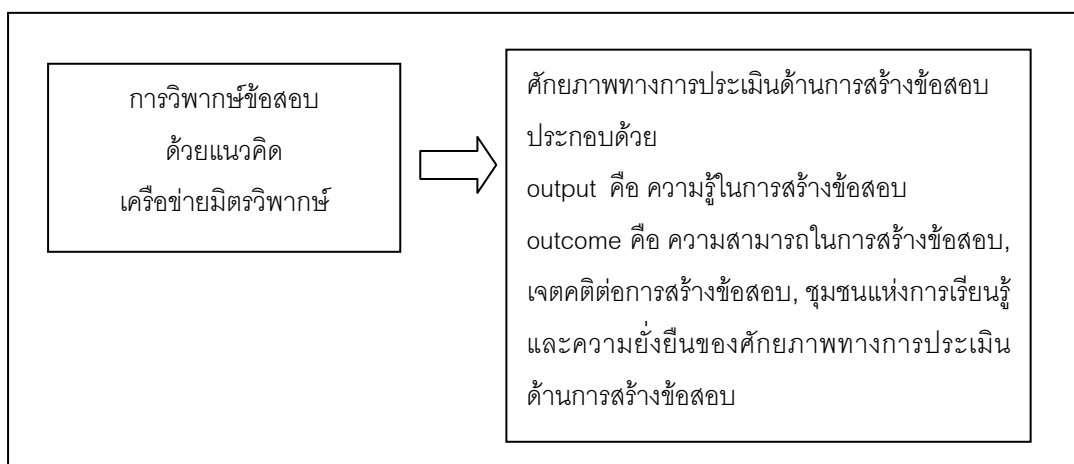 การวิพากษ์ข้อสอบ
ด้วยแนวคิด
เครือข่ายมิตรวิพากษ์
ศักยภาพทางการประเมินด้านการสร้างข้อสอบ
ประกอบด้วย
output คือ ความรู้ในการสร้างข้อสอบ
outcome คือ ความสามารถในการสร้างข้อสอบ,
เจตคติต่อการสร้างข้อสอบ, ชุมชนแห่งการเรียนรู้
และความยั่งยืนของศักยภาพทางการประเมิน
ด้านการสร้างข้อสอบ